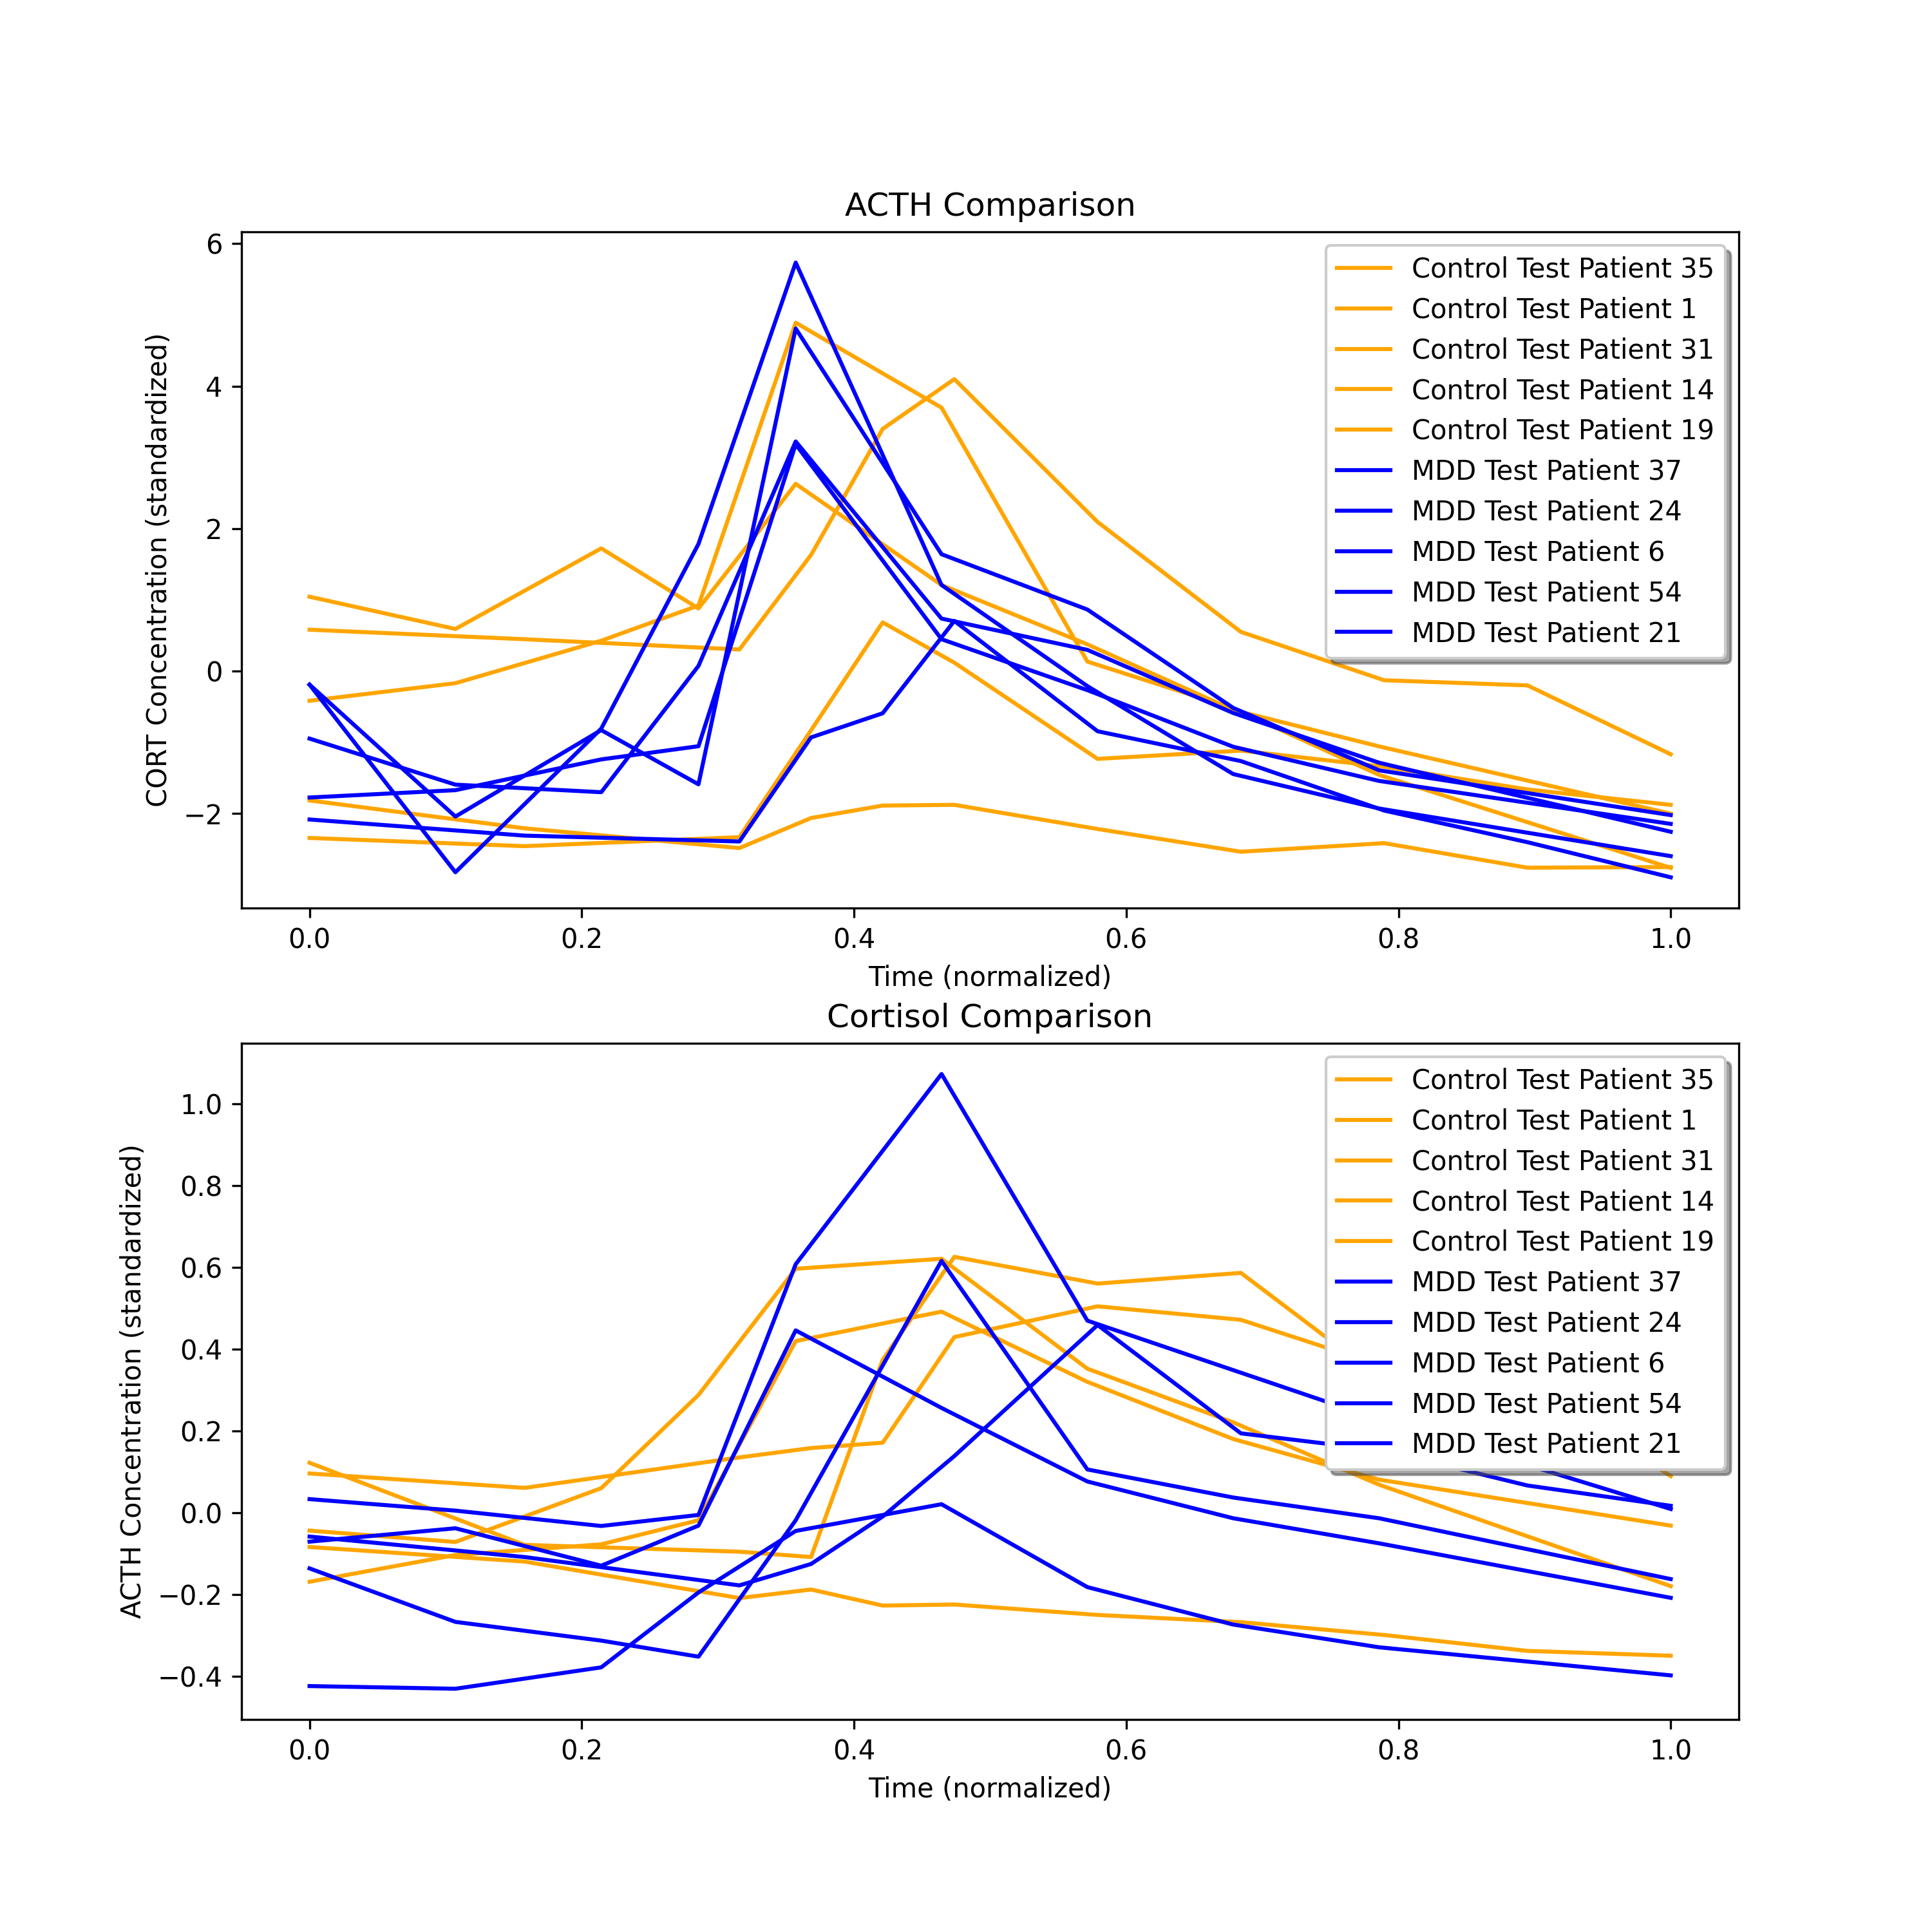 ACTH Comparison
CORT Concentration (standardized)
6
4
2
0
−2
Control Test Patient 35
Control Test Patient 1
Control Test Patient 31
Control Test Patient 14
Control Test Patient 19
MDD Test Patient 37
MDD Test Patient 24
MDD Test Patient 6
MDD Test Patient 54
MDD Test Patient 21
0.0 0.2 0.4 0.6 0.8 1.0
Time (normalized)
Cortisol Comparison
ACTH Concentration (standardized)
1.0
0.8
0.6
0.4
0.2
0.0
−0.2
−0.4
Control Test Patient 35
Control Test Patient 1
Control Test Patient 31
Control Test Patient 14
Control Test Patient 19
MDD Test Patient 37
MDD Test Patient 24
MDD Test Patient 6
MDD Test Patient 54
MDD Test Patient 21
0.0 0.2 0.4 0.6 0.8 1.0
Time (normalized)